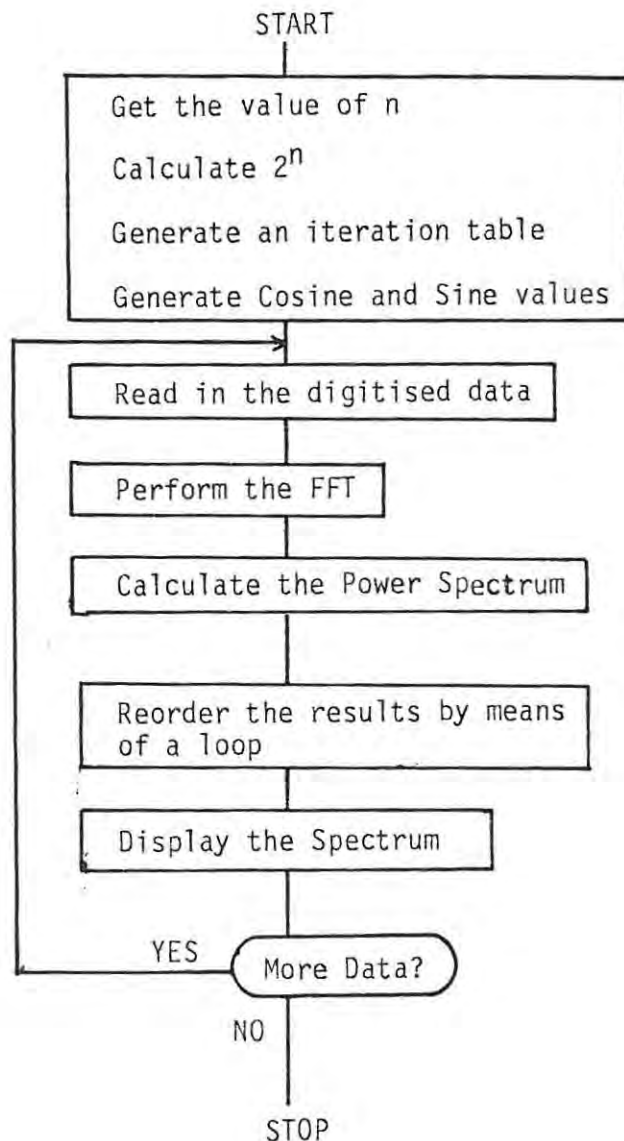 START
Get the value of n
Calculate 2ⁿ
Generate an iteration table
Generate Cosine and Sine values
Read in the digitised data
Perform the FFT
Calculate the Power Spectrum
Reorder the results by means
of a loop
Display the Spectrum
YES
More Data?
NO
STOP